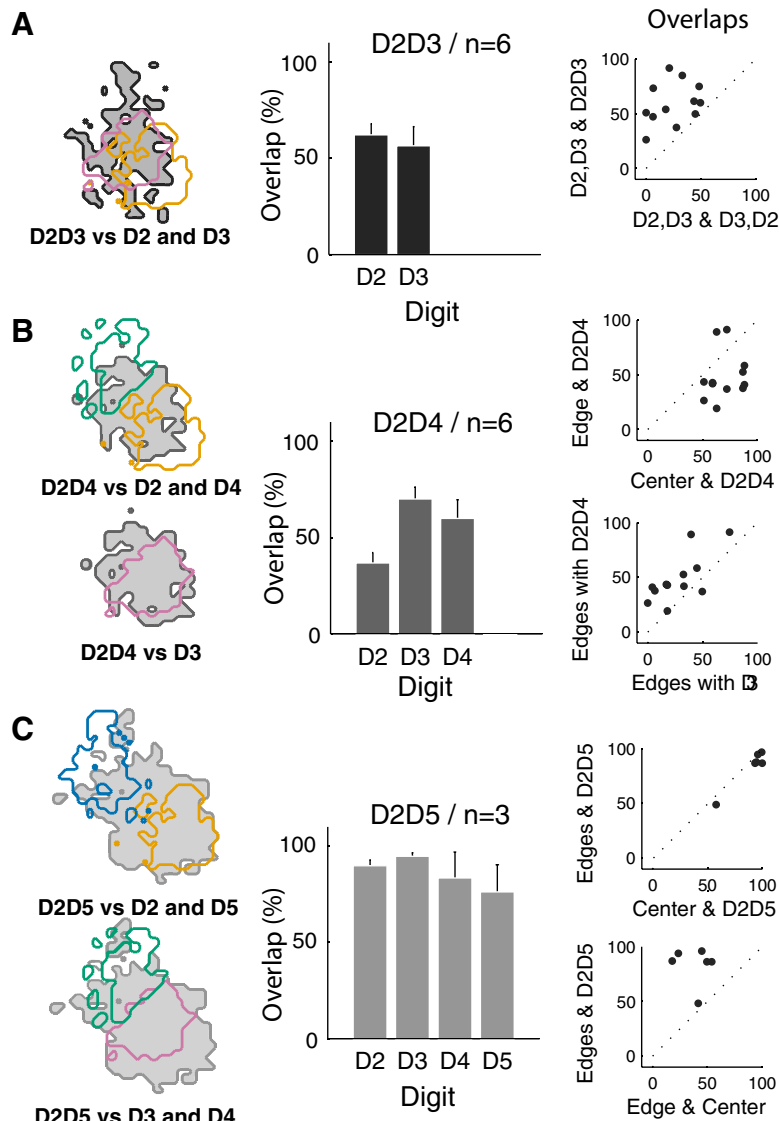 A
D2D3 vs D2 and D3
D2D3 / n=6
Overlap (%)
100
50
0
D2 D3
Digit
Overlaps
D2,D3 & D2D3
100
50
0
0 50 100
D2,D3 & D3,D2
B
D2D4 vs D2 and D4
D2D4 vs D3
D2D4 / n=6
Overlap (%)
100
50
0
D2 D3 D4
Digit
Edge & D2D4
100
50
0
0 50 100
Center & D2D4
Edges with D2D4
100
50
0
0 50 100
Edges with D3
C
D2D5 vs D2 and D5
D2D5 vs D3 and D4
D2D5 / n=3
Overlap (%)
100
50
0
D2 D3 D4 D5
Digit
Edges & D2D5
100
50
0
0 50 100
Center & D2D5
Edges & D2D5
100
50
0
0 50 100
Edge & Center